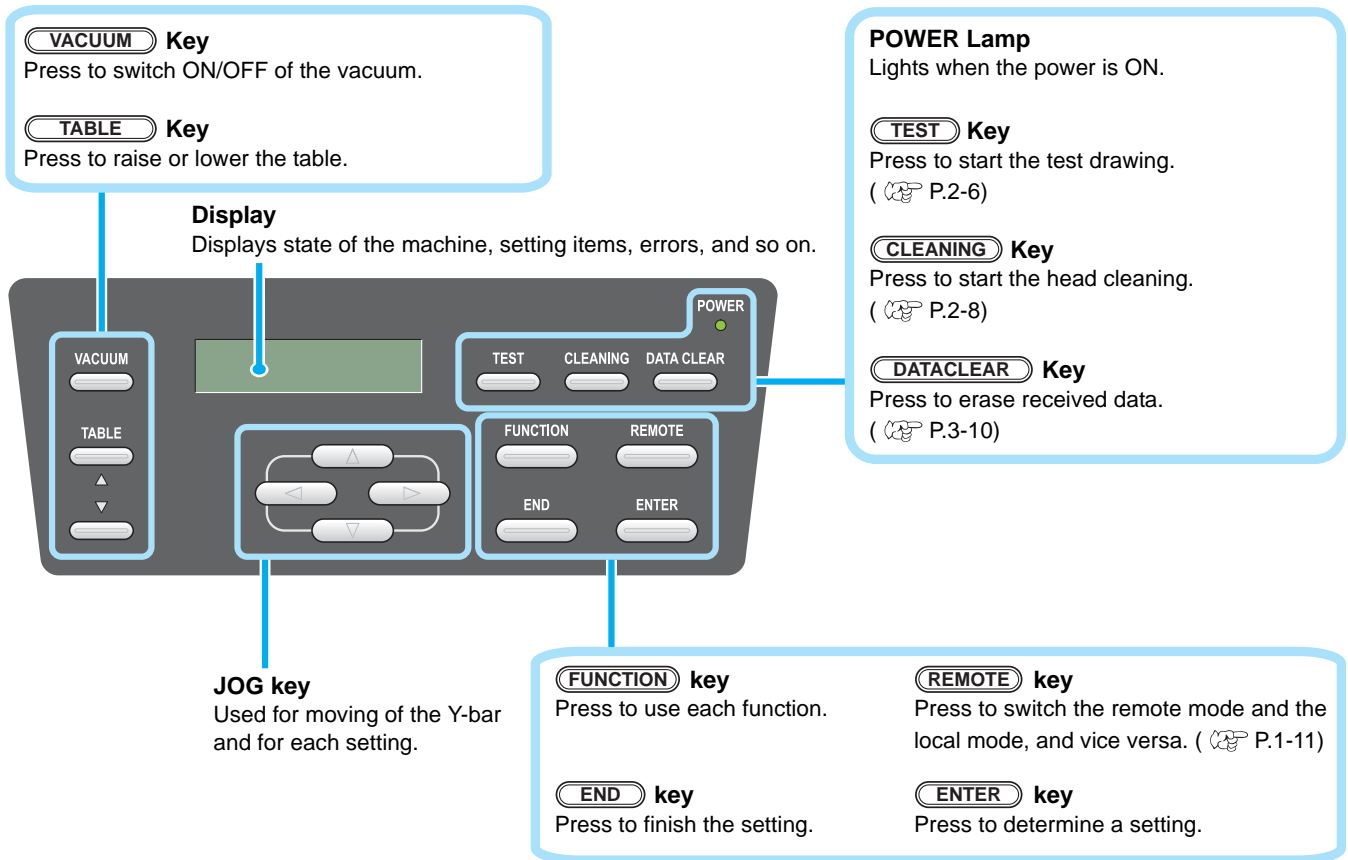 VACUUM Key
Press to switch ON/OFF of the vacuum.
TABLE Key
Press to raise or lower the table.
Display
Displays state of the machine, setting items, errors, and so on.
POWER Lamp
Lights when the power is ON.
TEST Key
Press to start the test drawing.
( P.2-6)
CLEANING Key
Press to start the head cleaning.
( P.2-8)
DATACLEAR Key
Press to erase received data.
( P.3-10)
POWER
VACUUM
TEST CLEANING DATA CLEAR
TABLE
FUNCTION REMOTE
END ENTER
JOG key
Used for moving of the Y-bar
and for each setting.
FUNCTION key
Press to use each function.
REMOTE key
Press to switch the remote mode and the
local mode, and vice versa. ( P.1-11)
END key
Press to finish the setting.
ENTER key
Press to determine a setting.